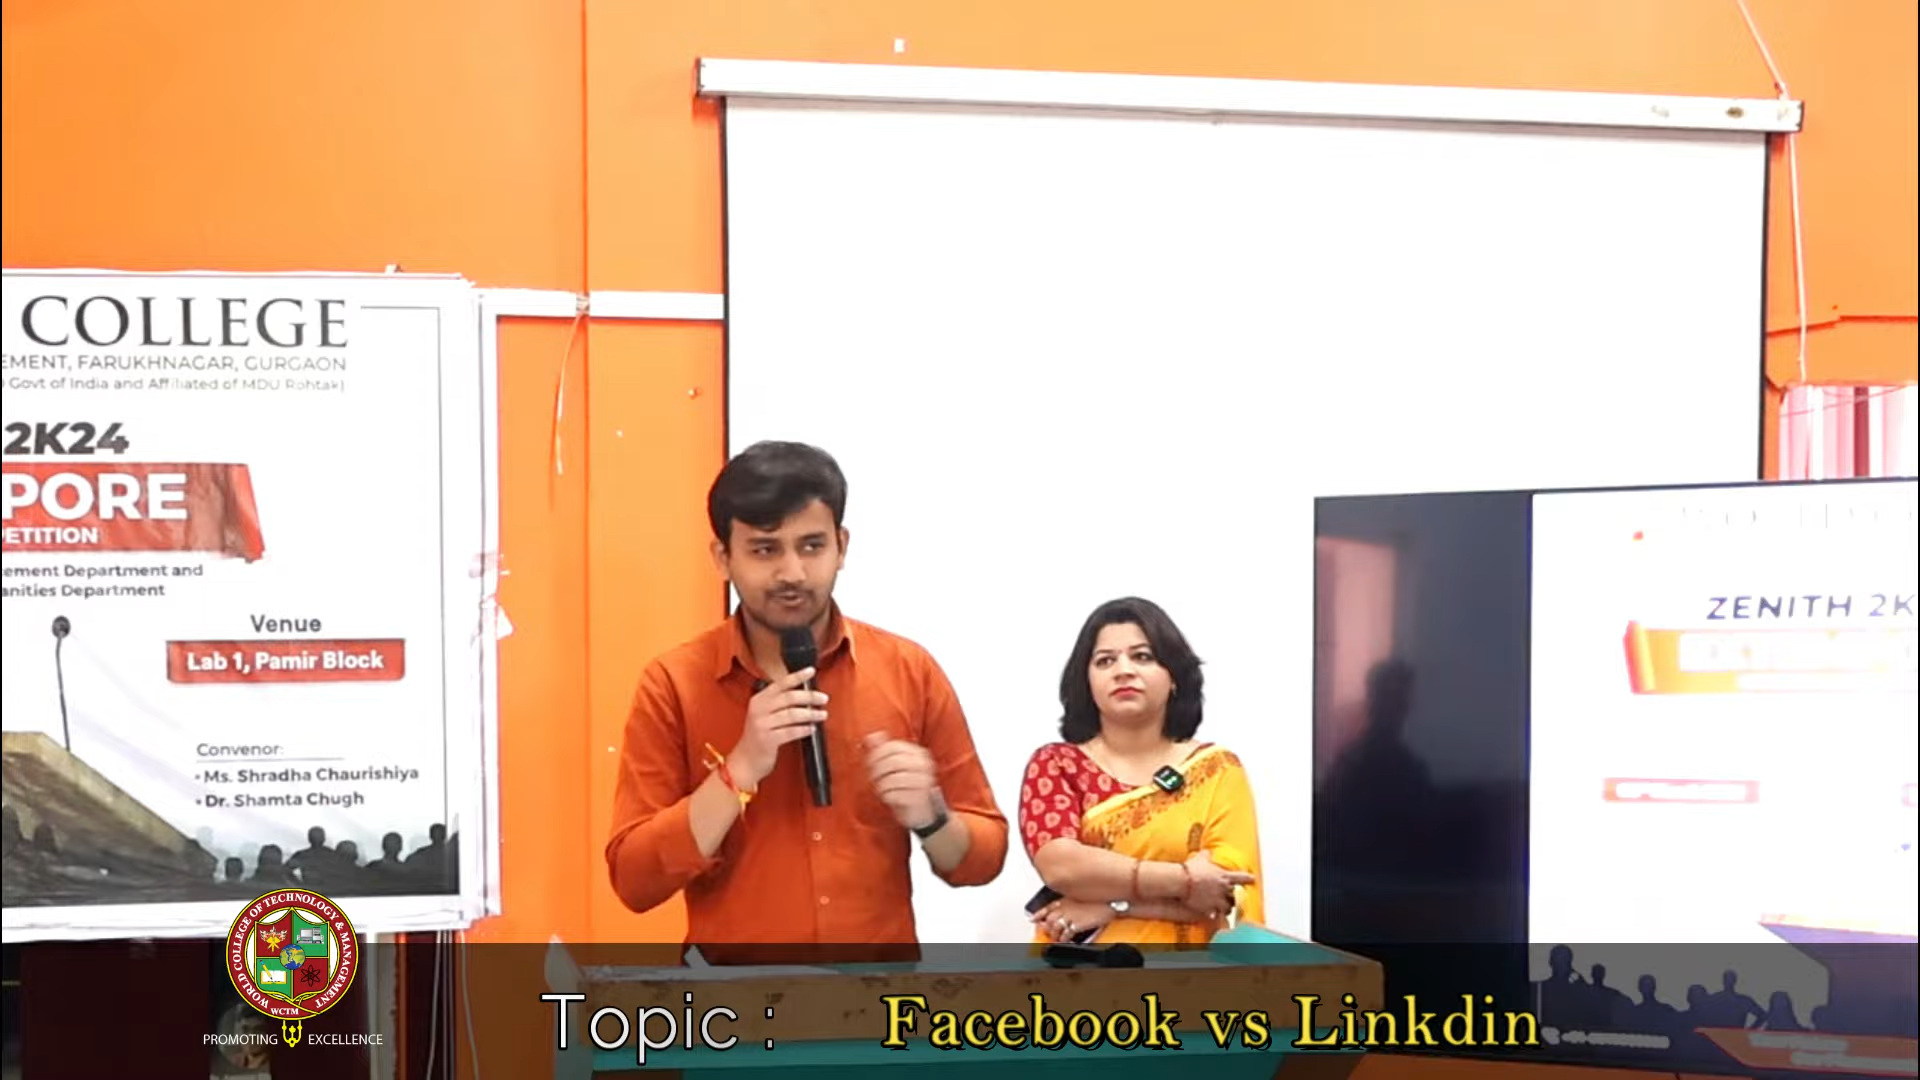 COLLEGE
EMENT, FARUKHNAGAR, GURGAON
Govt of India and Affiliated of MDU Rohtak)
2K24
PORE
PETITION
ement Department and
anities Department
Venue
Lab 1, Pamir Block
Convenor:
• Ms. Shradha Chaurishiya
• Dr. Shamta Chugh
ZENITH 2K
WORLD COLLEGE OF TECHNOLOGY & MANAGEMENT
WCTM
PROMOTING EXCELLENCE
Topic : Facebook vs Linkdin